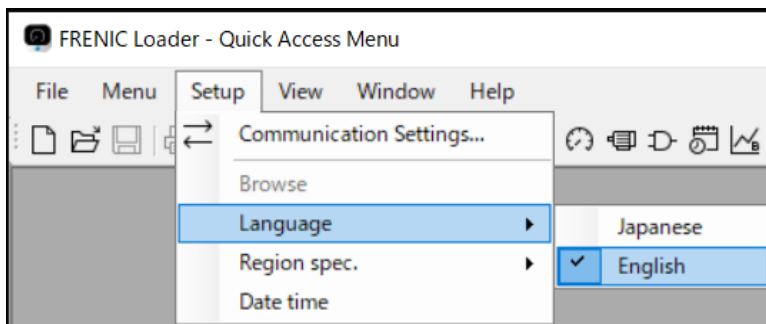 FRENIC Loader - Quick Access Menu
File Menu Setup View Window Help
Communication Settings...
Browse
Language
Japanese
Region spec.
English
Date time